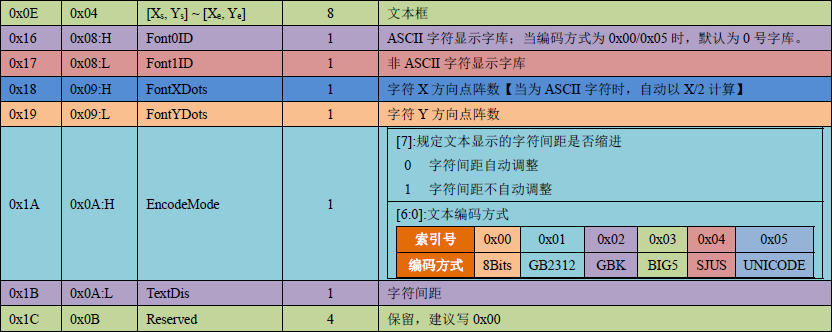 0x0E 0x04 [Xs, Ys] ~ [Xe, Ye] 8 文本框
0x16 0x08:H Font0ID 1 ASCII 字符显示字库；当编码方式为 0x00/0x05 时，默认为 0 号字库。
0x17 0x08:L Font1ID 1 非 ASCII 字符显示字库
0x18 0x09:H FontXDots 1 字符 X 方向点阵数【当为 ASCII 字符时，自动以 X/2 计算】
0x19 0x09:L FontYDots 1 字符 Y 方向点阵数
0x1A 0x0A:H EncodeMode 1
[7]:规定文本显示的字符间距是否缩进
0 字符间距自动调整
1 字符间距不自动调整
[6:0]:文本编码方式
索引号 0x00 0x01 0x02 0x03 0x04 0x05
编码方式 8Bits GB2312 GBK BIG5 SJUS UNICODE
0x1B 0x0A:L TextDis 1 字符间距
0x1C 0x0B Reserved 4 保留，建议写 0x00